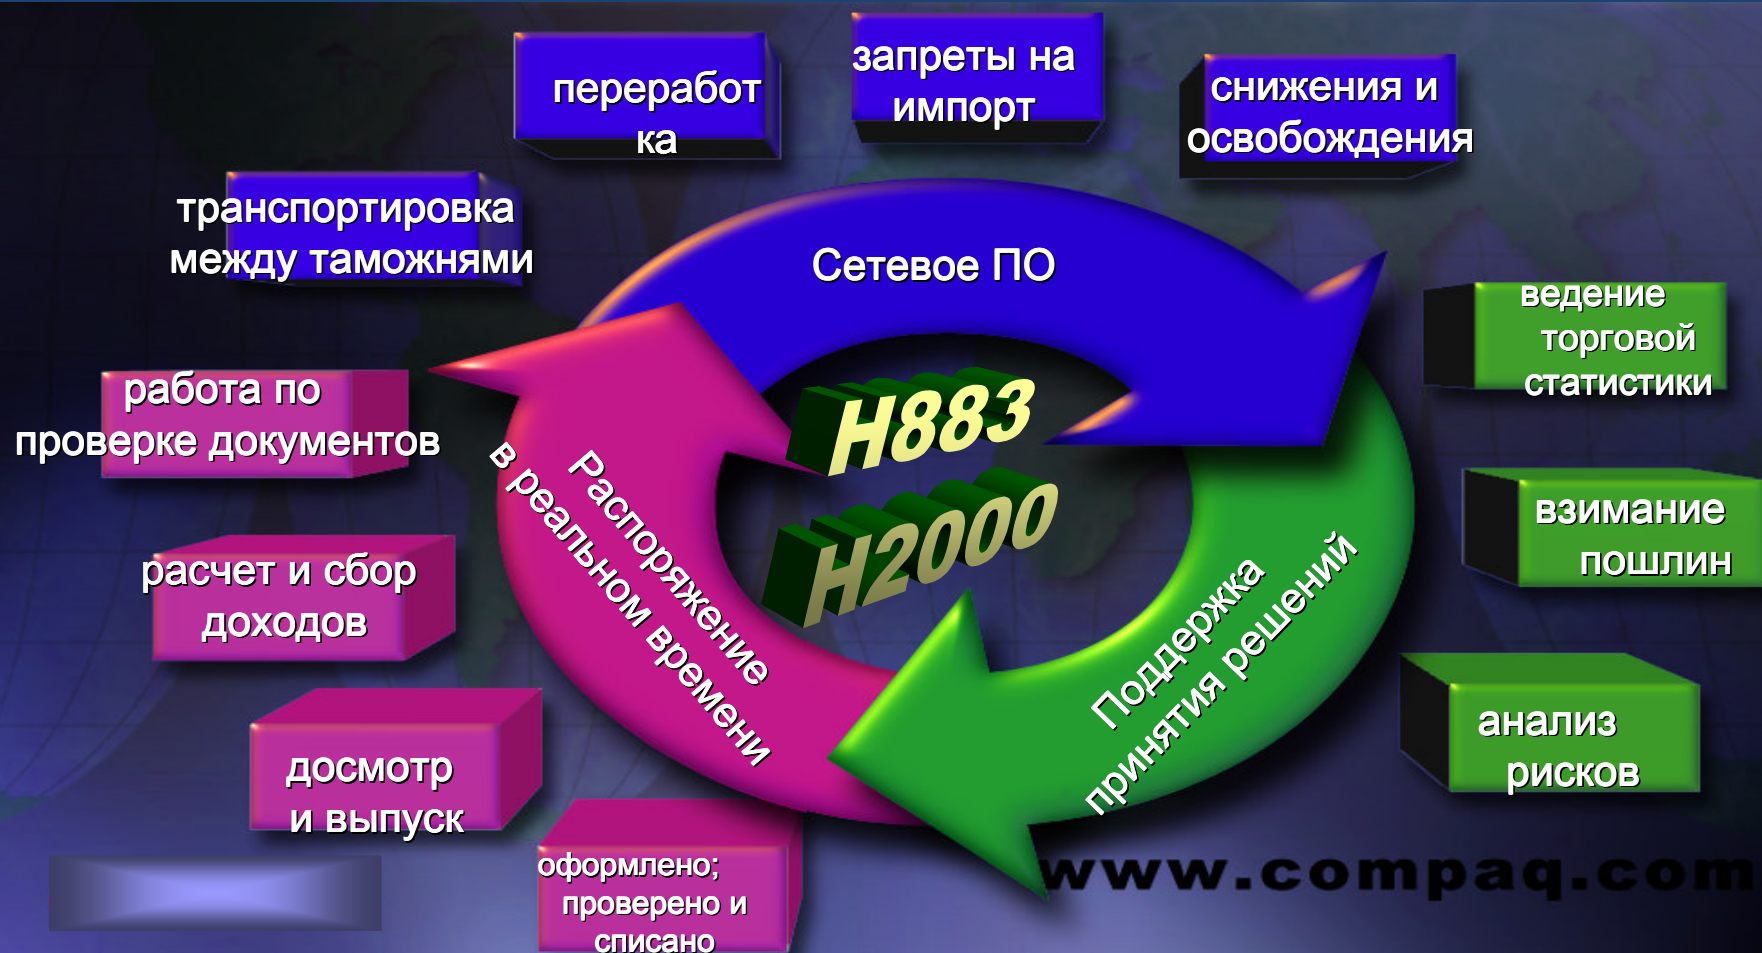 переработ
ка
запреты на
импорт
снижения и
освобождения
транспортировка
между таможнями
Сетевое ПО
ведение
торговой
статистики
работа по
проверке документов
H883
H2000
Распоряжение
в реальном времени
взимание
пошлин
расчет и сбор
доходов
Поддержка
принятия решений
анализ
рисков
досмотр
и выпуск
оформлено;
проверено и
списано
www.compaq.com